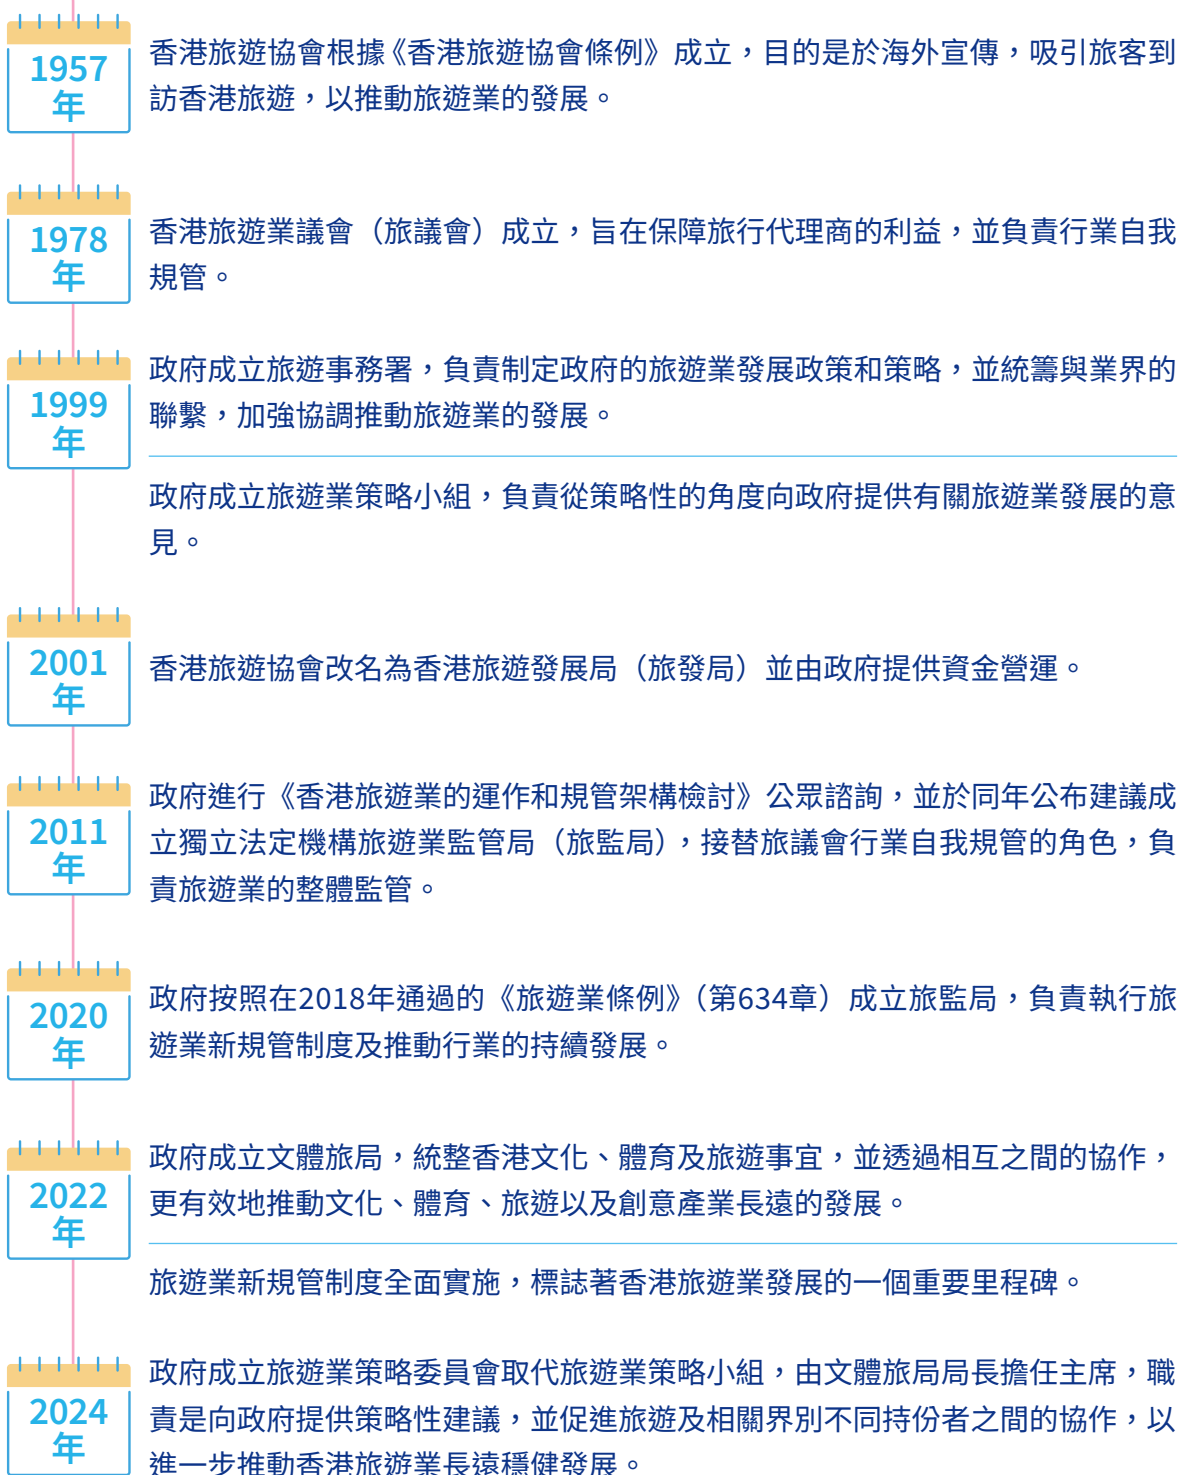 1957
年
香港旅遊協會根據《香港旅遊協會條例》成立，目的是於海外宣傳，吸引旅客到
訪香港旅遊，以推動旅遊業的發展。
1978
年
香港旅遊業議會（旅議會）成立，旨在保障旅行代理商的利益，並負責行業自我
規管。
1999
年
政府成立旅遊事務署，負責制定政府的旅遊業發展政策和策略，並統籌與業界的
聯繫，加強協調推動旅遊業的發展。
政府成立旅遊業策略小組，負責從策略性的角度向政府提供有關旅遊業發展的意
見。
2001
年
香港旅遊協會改名為香港旅遊發展局（旅發局）並由政府提供資金營運。
2011
年
政府進行《香港旅遊業的運作和規管架構檢討》公眾諮詢，並於同年公布建議成
立獨立法定機構旅遊業監管局（旅監局），接替旅議會行業自我規管的角色，負
責旅遊業的整體監管。
2020
年
政府按照在2018年通過的《旅遊業條例》（第634章）成立旅監局，負責執行旅
遊業新規管制度及推動行業的持續發展。
2022
年
政府成立文體旅局，統整香港文化、體育及旅遊事宜，並透過相互之間的協作，
更有效地推動文化、體育、旅遊以及創意產業長遠的發展。
旅遊業新規管制度全面實施，標誌著香港旅遊業發展的一個重要里程碑。
2024
年
政府成立旅遊業策略委員會取代旅遊業策略小組，由文體旅局局長擔任主席，職
責是向政府提供策略性建議，並促進旅遊及相關界別不同持份者之間的協作，以
進一步推動香港旅遊業長遠穩健發展。